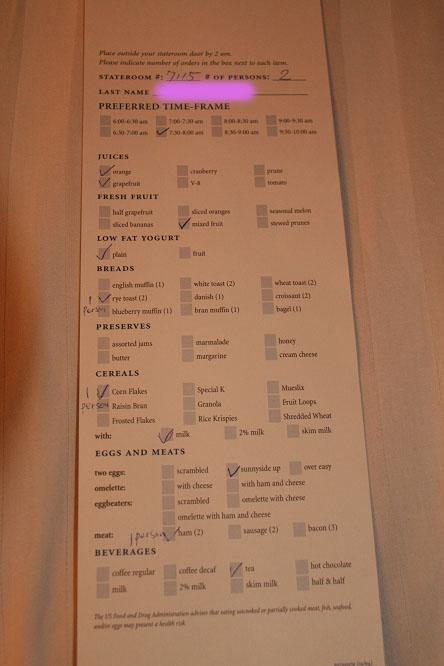 Place outside your stateroom door by 2 am.
Please indicate number of orders in the box next to each item.
STATEROOM #: 7115 # OF PERSONS: 2
LAST NAME
PREFERRED TIME-FRAME
6:00-6:30 am 7:00-7:30 am 8:00-8:30 am 9:00-9:30 am
6:30-7:00 am 7:30-8:00 am 8:30-9:00 am 9:30-10:00 am
JUICES
orange cranberry prune
grapefruit V-8 tomato
FRESH FRUIT
half grapefruit sliced oranges seasonal melon
sliced bananas mixed fruit stewed prunes
LOW FAT YOGURT
plain fruit
BREADS
english muffin (1) white toast (2) wheat toast (2)
1 rye toast (2) danish (1) croissant (2)
person blueberry muffin (1) bran muffin (1) bagel (1)
PRESERVES
assorted jams marmalade honey
butter margarine cream cheese
CEREALS
1 Corn Flakes Special K Mueslix
person Raisin Bran Granola Fruit Loops
Frosted Flakes Rice Krispies Shredded Wheat
with: milk 2% milk skim milk
EGGS AND MEATS
two eggs: scrambled sunnyside up over easy
omelette: with cheese with ham and cheese
eggbeaters: scrambled omelette with cheese
omelette with ham and cheese
meat: 1 person ham (2) sausage (2) bacon (3)
BEVERAGES
coffee regular coffee decaf tea hot chocolate
milk 2% milk skim milk half & half
The US Food and Drug Administration advises that eating uncooked or partially cooked meat, fish, seafood,
and/or eggs may present a health risk